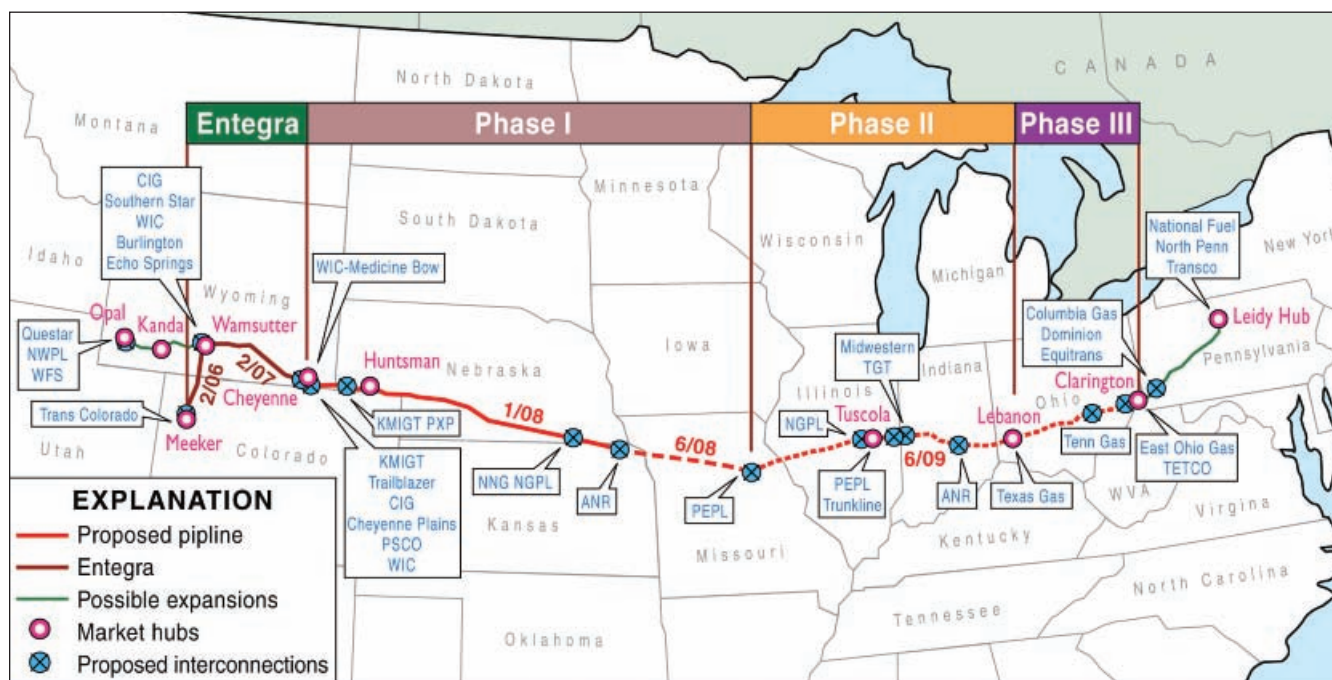 CANADA
North Dakota
Montana
Entegra
Phase I
Phase II
Phase III
Minnesota
South Dakota
Wisconsin
Michigan
New York
Idaho
Wyoming
CIG
Southern Star
WIC
Burlington
Echo Springs
WIC-Medicine Bow
National Fuel
North Penn
Transco
Opal
Kanda
Wamsutter
Questar
NWPL
WFS
2/06
2/07
Cheyenne
Huntsman
Nebraska
Iowa
Midwestern
TGT
Indiana
Illinois
Columbia Gas
Dominion
Equitrans
Leidy Hub
Pennsylvania
Clarington
Ohio
Trans Colorado
Meeker
Utah
Colorado
KMIGT PXP
1/08
6/08
NGPL
Tuscola
6/09
Lebanon
Tenn Gas
East Ohio Gas
TETCO
KMIGT
Trailblazer
CIG
Cheyenne Plains
PSCO
WIC
NNG NGPL
ANR
PEPL
PEPL
Trunkline
ANR
Texas Gas
WVA
Virginia
Kansas
Missouri
Kentucky
North Carolina
Tennessee
Oklahoma
EXPLANATION
Proposed pipline
Entegra
Possible expansions
Market hubs
Proposed interconnections